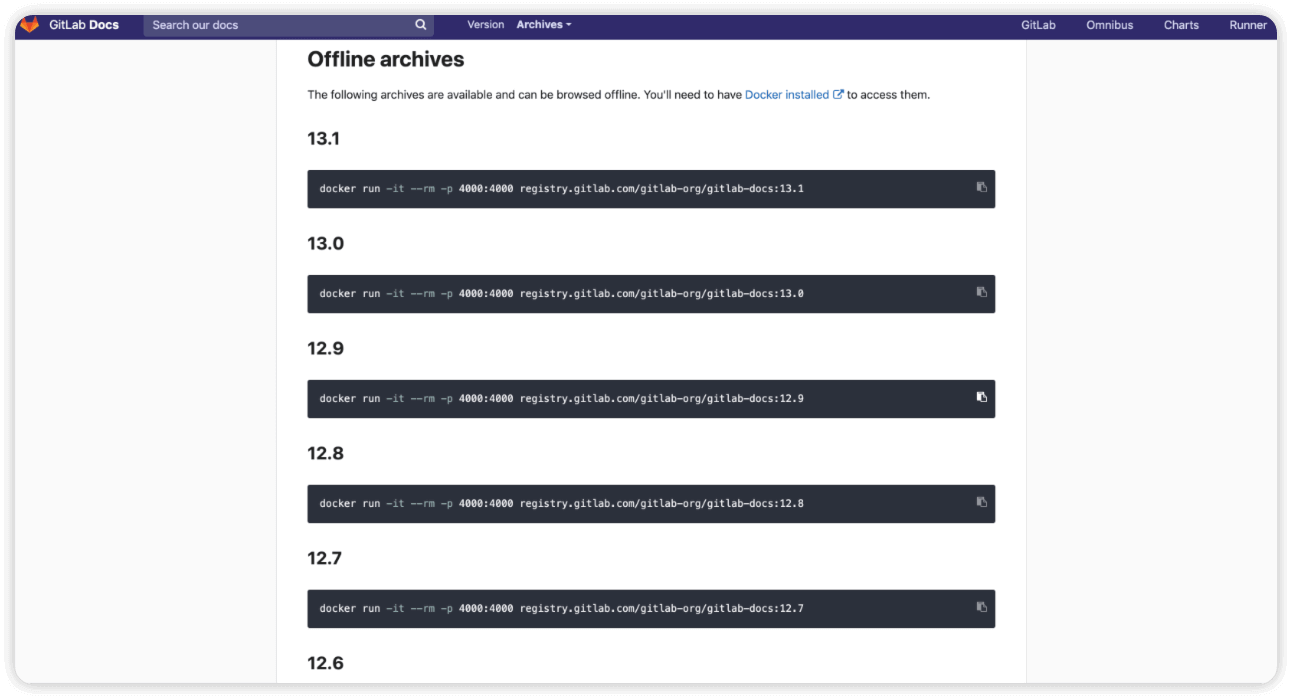 GitLab Docs Search our docs Version Archives GitLab Omnibus Charts Runner
Offline archives
The following archives are available and can be browsed offline. You'll need to have Docker installed to access them.
13.1
docker run -it --rm -p 4000:4000 registry.gitlab.com/gitlab-org/gitlab-docs:13.1
13.0
docker run -it --rm -p 4000:4000 registry.gitlab.com/gitlab-org/gitlab-docs:13.0
12.9
docker run -it --rm -p 4000:4000 registry.gitlab.com/gitlab-org/gitlab-docs:12.9
12.8
docker run -it --rm -p 4000:4000 registry.gitlab.com/gitlab-org/gitlab-docs:12.8
12.7
docker run -it --rm -p 4000:4000 registry.gitlab.com/gitlab-org/gitlab-docs:12.7
12.6